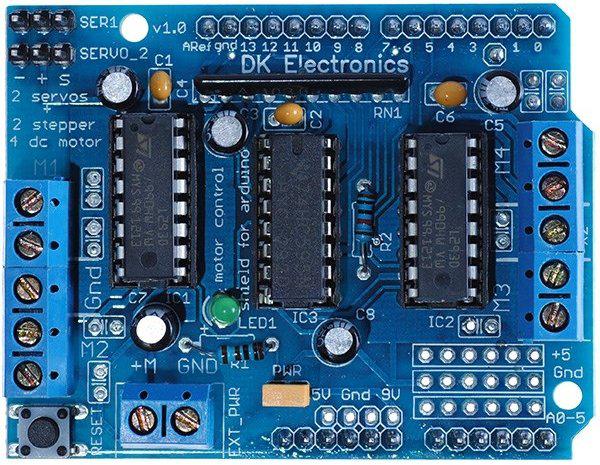 SER1
v1.0
SERVO_2
ARef gnd 13 12 11 10 9 8 7 6 5 4 3 2 1 0
DK Electronics
- + S
2 servos
2 stepper
4 dc motor
C1
C4
C3
C2
RN1
C6
C5
M1
M4
Gnd
motor control
shield for arduino
R2
M3
C7
IC1
LED1
IC3
C8
IC2
M2
+M
GND
R1
PWR
5V Gnd 9V
+5
Gnd
A0-5
RESET
EXT_PWR